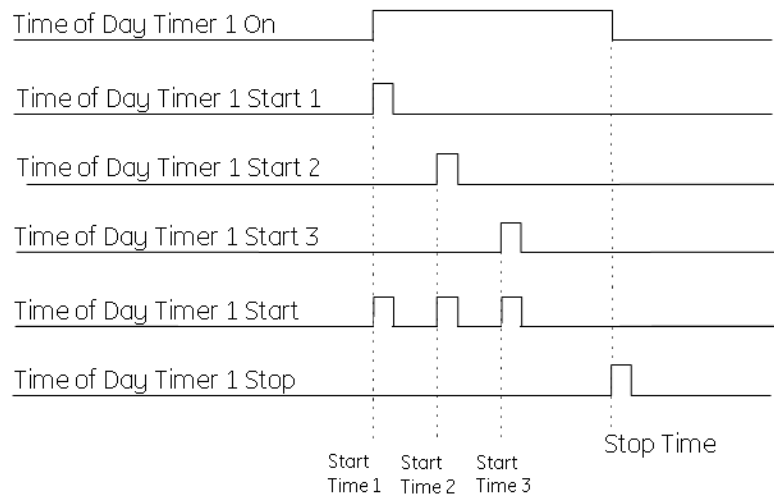 Time of Day Timer 1 On
Time of Day Timer 1 Start 1
Time of Day Timer 1 Start 2
Time of Day Timer 1 Start 3
Time of Day Timer 1 Start
Time of Day Timer 1 Stop
Start
Time 1
Start
Time 2
Start
Time 3
Stop Time